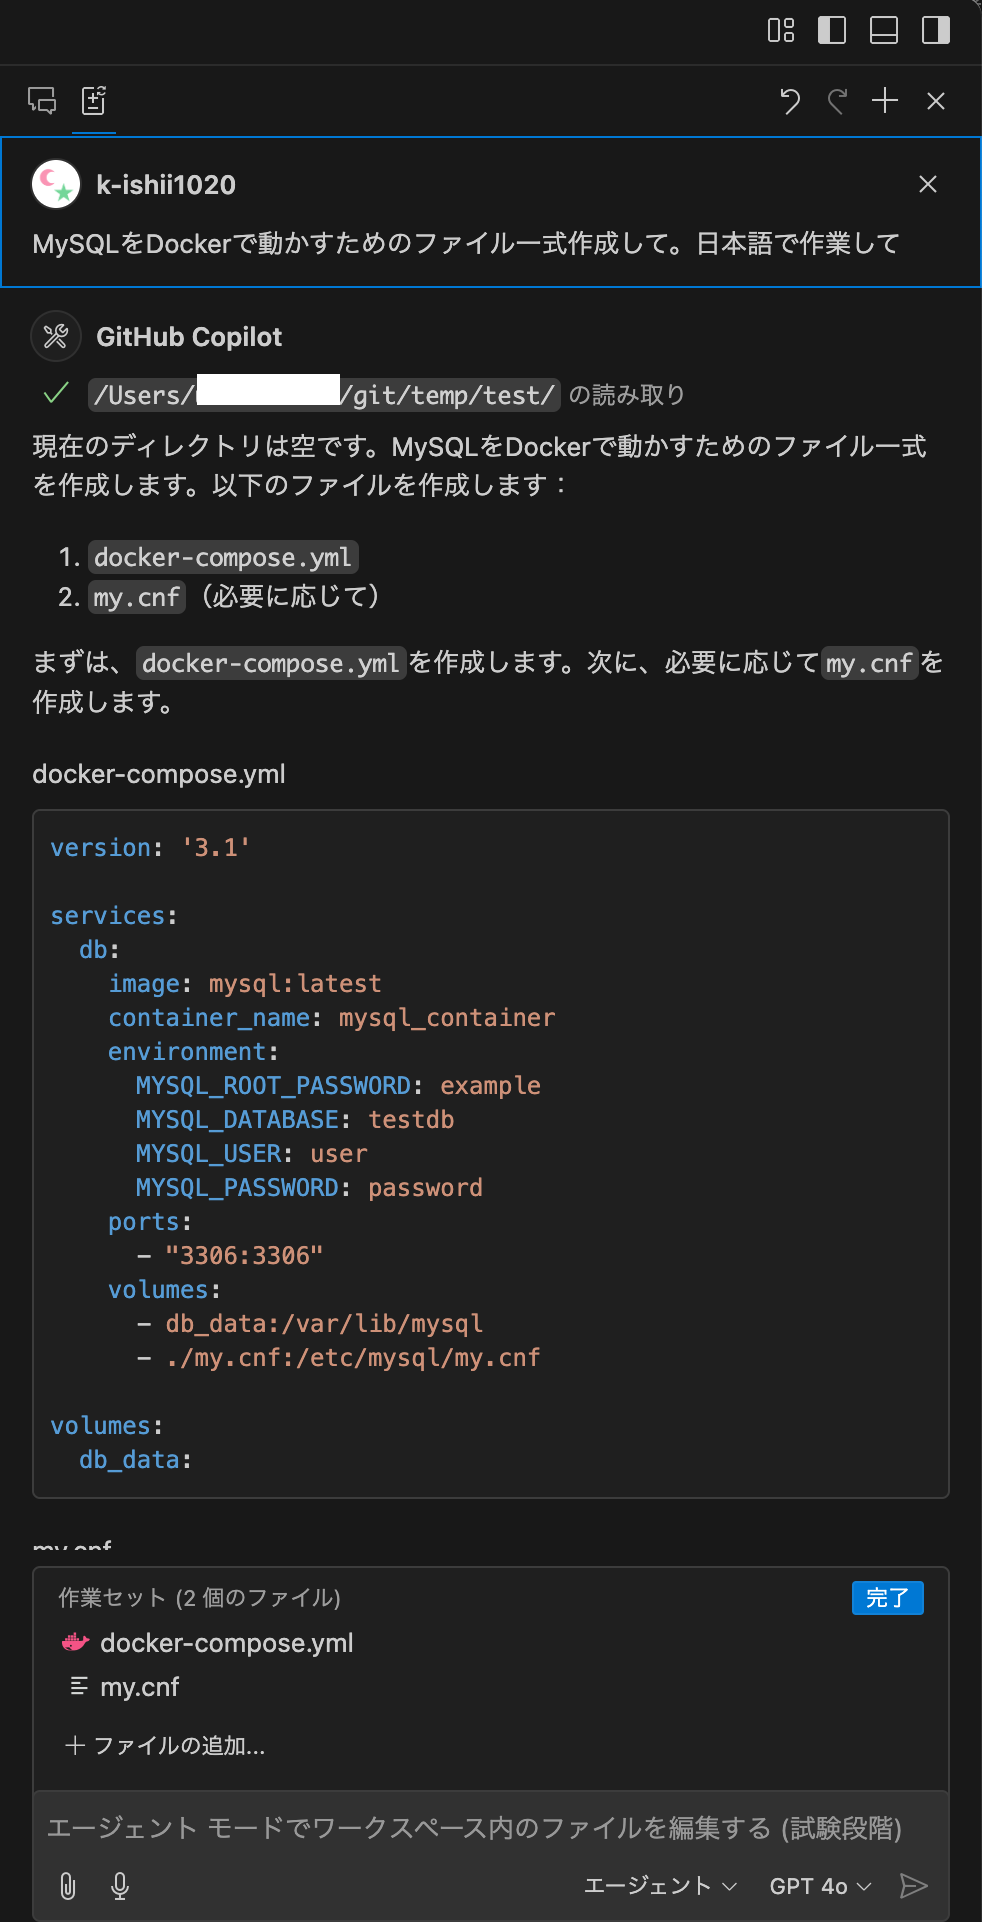 k-ishii1020
MySQLをDockerで動かすためのファイル一式作成して。日本語で作業して
GitHub Copilot
/Users/ /git/temp/test/ の読み取り
現在のディレクトリは空です。MySQLをDockerで動かすためのファイル一式
を作成します。以下のファイルを作成します：
1. docker-compose.yml
2. my.cnf（必要に応じて）
まずは、docker-compose.ymlを作成します。次に、必要に応じてmy.cnfを
作成します。
docker-compose.yml
version: '3.1'
services:
  db:
    image: mysql:latest
    container_name: mysql_container
    environment:
      MYSQL_ROOT_PASSWORD: example
      MYSQL_DATABASE: testdb
      MYSQL_USER: user
      MYSQL_PASSWORD: password
    ports:
      - "3306:3306"
    volumes:
      - db_data:/var/lib/mysql
      - ./my.cnf:/etc/mysql/my.cnf
volumes:
  db_data:
my.cnf
作業セット (2 個のファイル)
完了
docker-compose.yml
my.cnf
ファイルの追加...
エージェント モードでワークスペース内のファイルを編集する (試験段階)
エージェント
GPT 4o